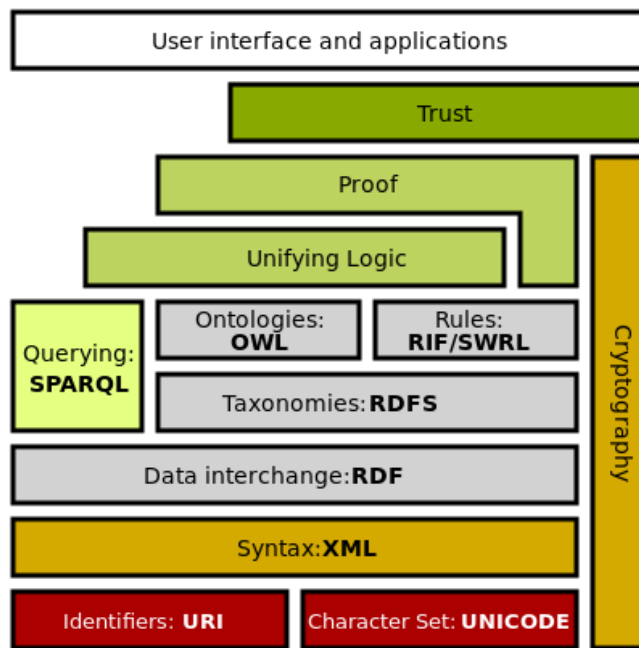 User interface and applications
Trust
Proof
Unifying Logic
Ontologies:
OWL
Rules:
RIF/SWRL
Querying:
SPARQL
Taxonomies:RDFS
Data interchange:RDF
Syntax:XML
Identifiers: URI
Character Set: UNICODE
Cryptography